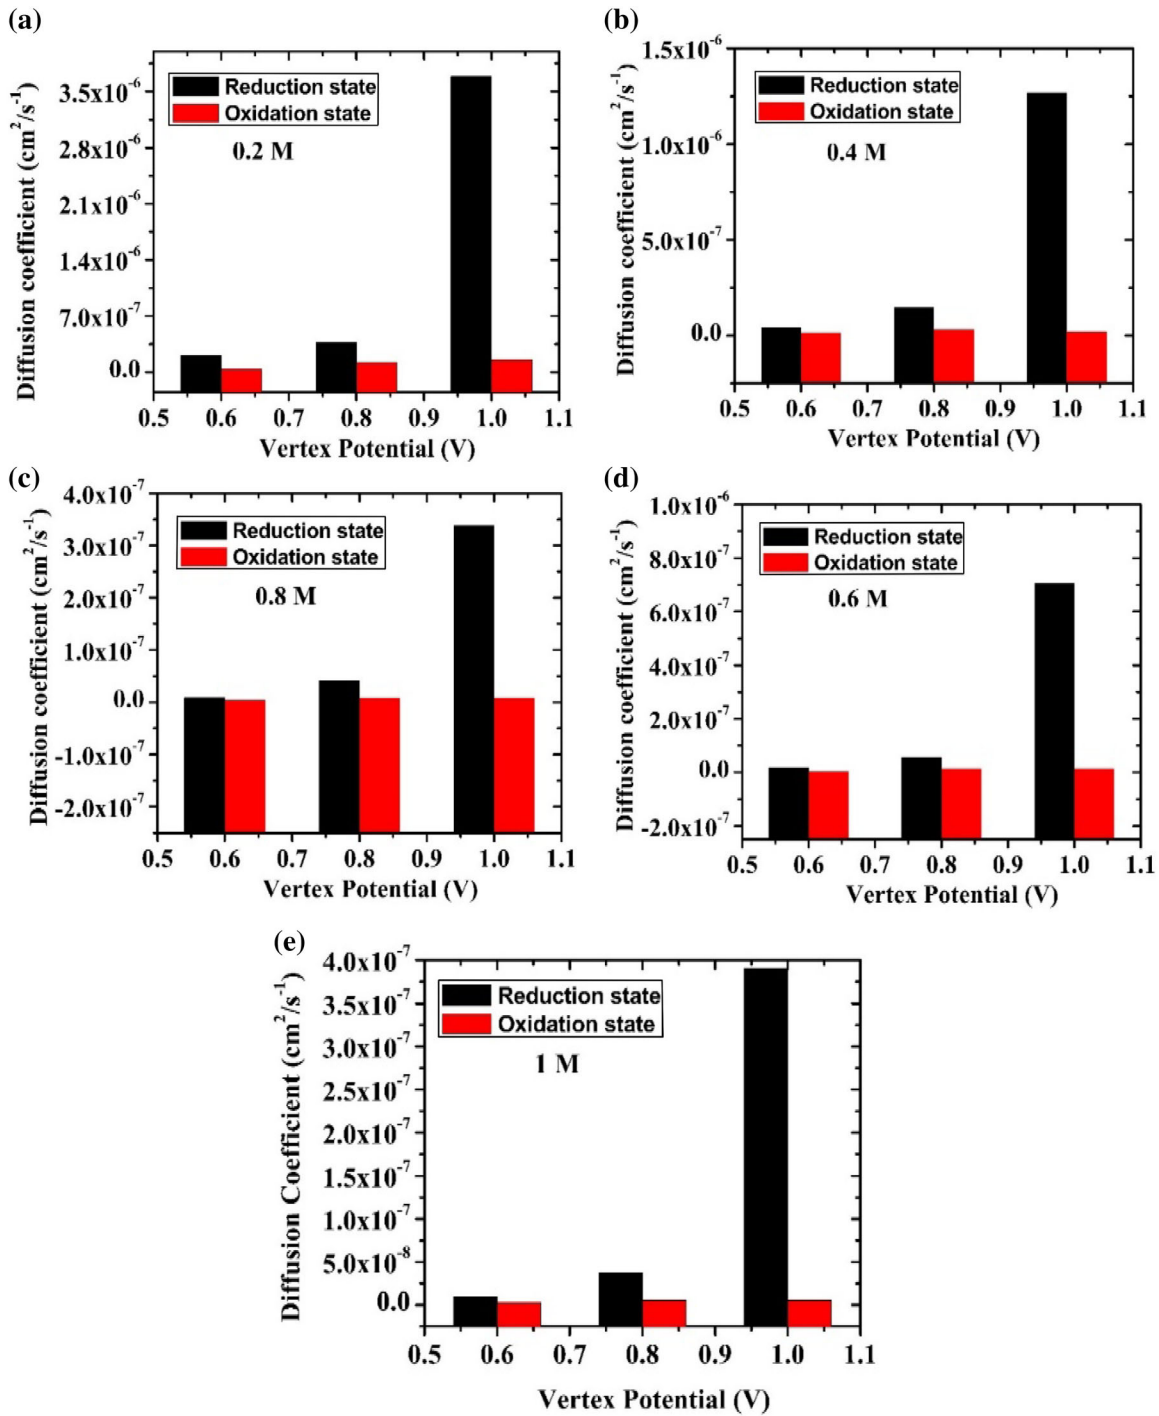 (a)
Diffusion coefficient (cm²/s⁻¹)
3.5x10⁻⁶
2.8x10⁻⁶
2.1x10⁻⁶
1.4x10⁻⁶
7.0x10⁻⁷
0.0
Reduction state
Oxidation state
0.2 M
0.5 0.6 0.7 0.8 0.9 1.0 1.1
Vertex Potential (V)
(b)
Diffusion coefficient (cm²/s⁻¹)
1.5x10⁻⁶
1.0x10⁻⁶
5.0x10⁻⁷
0.0
Reduction state
Oxidation state
0.4 M
0.5 0.6 0.7 0.8 0.9 1.0 1.1
Vertex Potential (V)
(c)
Diffusion coefficient (cm²/s⁻¹)
4.0x10⁻⁷
3.0x10⁻⁷
2.0x10⁻⁷
1.0x10⁻⁷
0.0
-1.0x10⁻⁷
-2.0x10⁻⁷
Reduction state
Oxidation state
0.8 M
0.5 0.6 0.7 0.8 0.9 1.0 1.1
Vertex Potential (V)
(d)
Diffusion coefficient (cm²/s⁻¹)
1.0x10⁻⁶
8.0x10⁻⁷
6.0x10⁻⁷
4.0x10⁻⁷
2.0x10⁻⁷
0.0
-2.0x10⁻⁷
Reduction state
Oxidation state
0.6 M
0.5 0.6 0.7 0.8 0.9 1.0 1.1
Vertex Potential (V)
(e)
Diffusion Coefficient (cm²/s⁻¹)
4.0x10⁻⁷
3.5x10⁻⁷
3.0x10⁻⁷
2.5x10⁻⁷
2.0x10⁻⁷
1.5x10⁻⁷
1.0x10⁻⁷
5.0x10⁻⁸
0.0
Reduction state
Oxidation state
1 M
0.5 0.6 0.7 0.8 0.9 1.0 1.1
Vertex Potential (V)